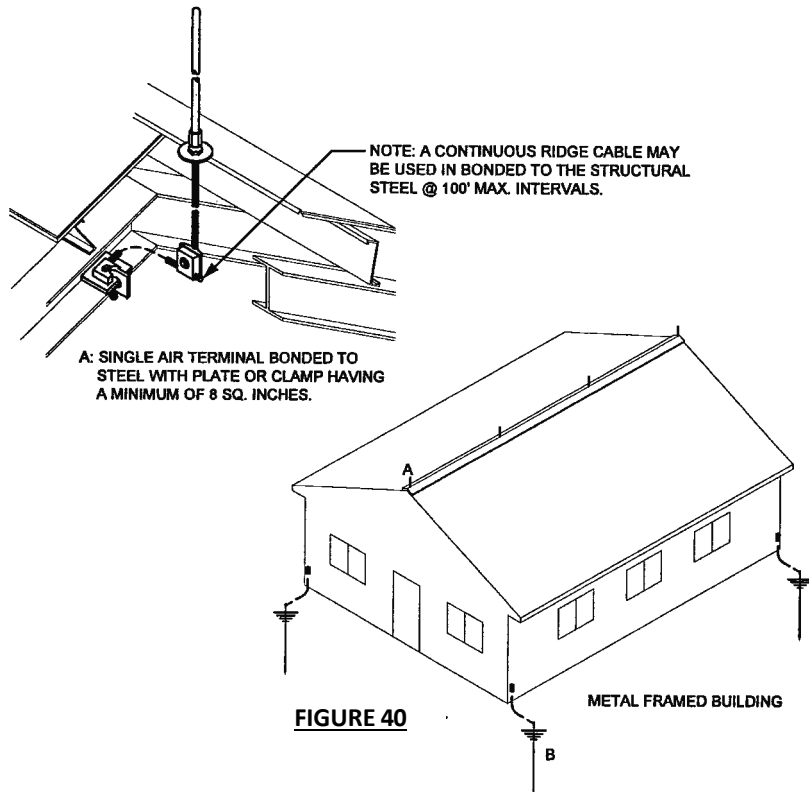 NOTE: A CONTINUOUS RIDGE CABLE MAY
BE USED IN BONDED TO THE STRUCTURAL
STEEL @ 100' MAX. INTERVALS.
A: SINGLE AIR TERMINAL BONDED TO
STEEL WITH PLATE OR CLAMP HAVING
A MINIMUM OF 8 SQ. INCHES.
A
METAL FRAMED BUILDING
FIGURE 40
B